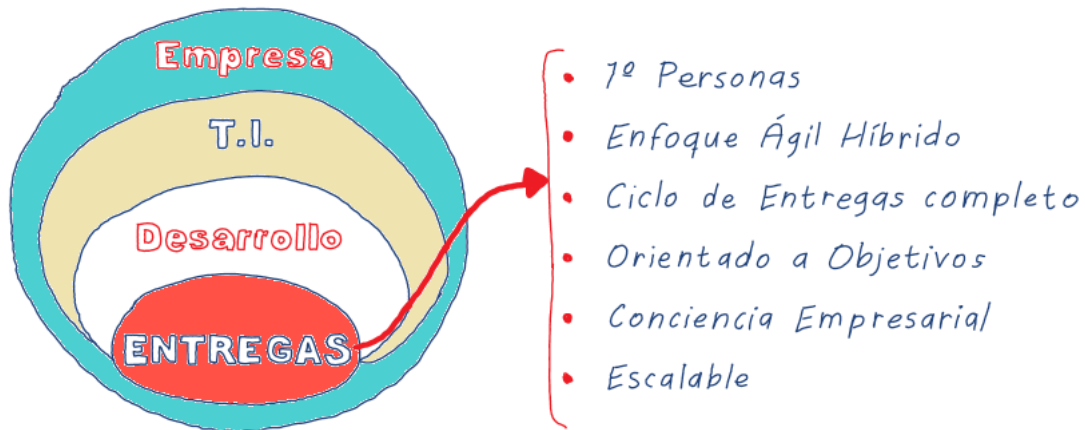 Empresa
T.I.
Desarrollo
ENTREGAS
1º Personas
Enfoque Ágil Híbrido
Ciclo de Entregas completo
Orientado a Objetivos
Conciencia Empresarial
Escalable